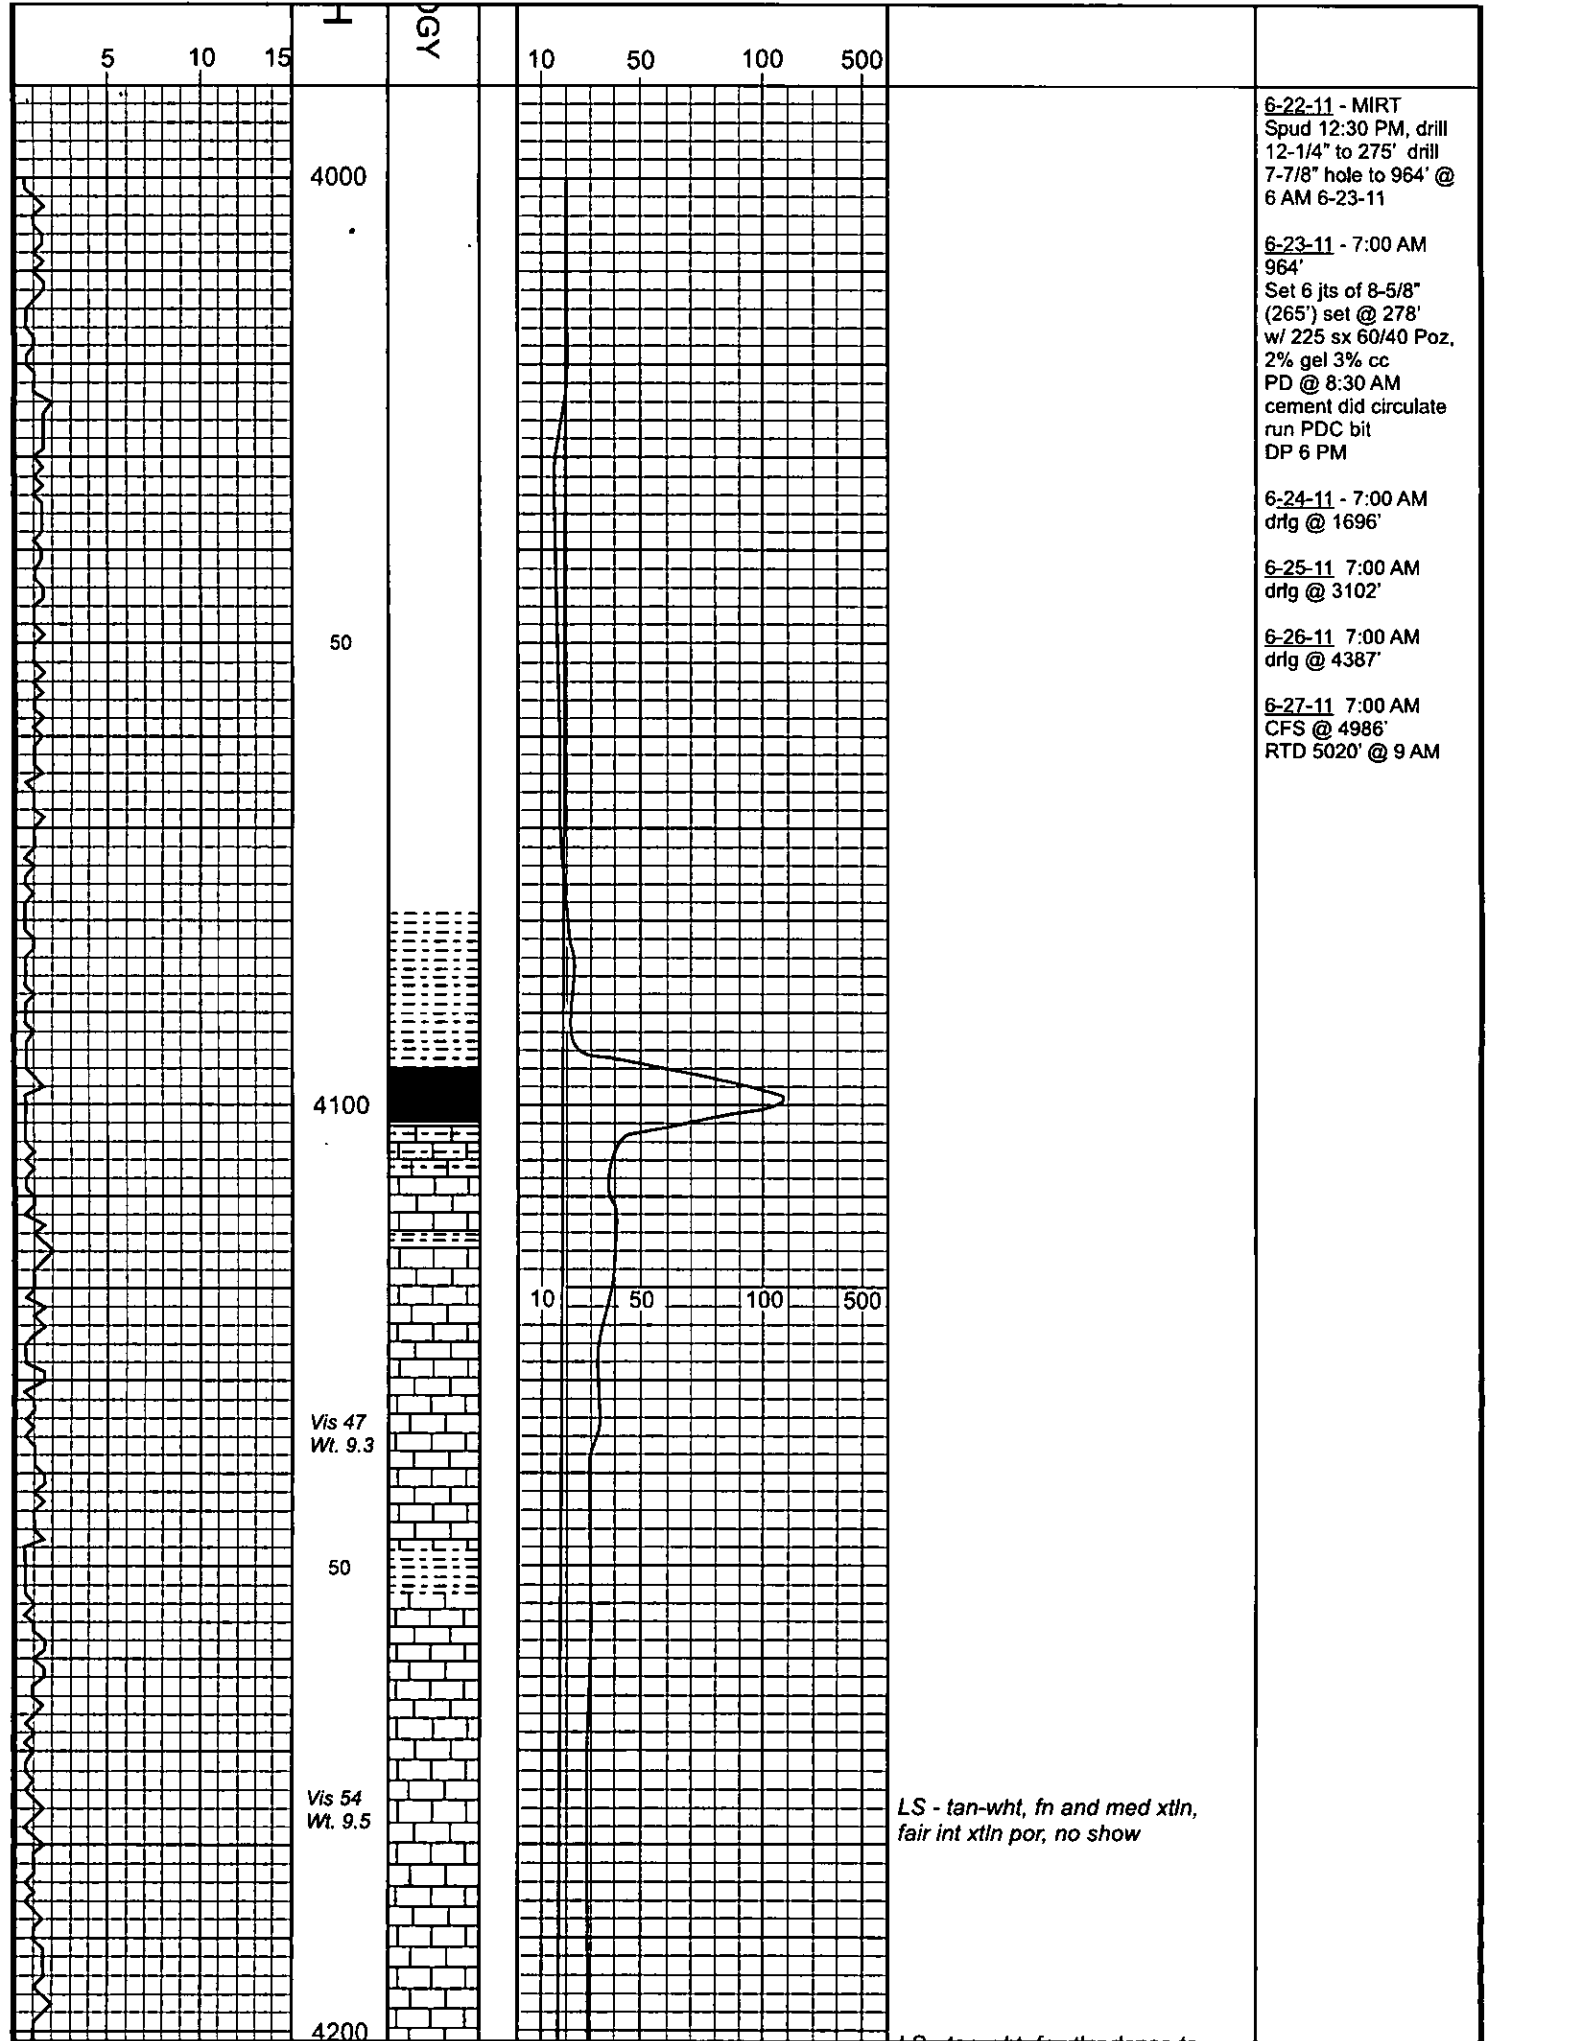 H
OGY
5 10 15
10 50 100 500
6-22-11 - MIRT
Spud 12:30 PM, drill
12-1/4" to 275' drill
7-7/8" hole to 964' @
6 AM 6-23-11
6-23-11 - 7:00 AM
964'
Set 6 jts of 8-5/8"
(265') set @ 278'
w/ 225 sx 60/40 Poz,
2% gel 3% cc
PD @ 8:30 AM
cement did circulate
run PDC bit
DP 6 PM
6-24-11 - 7:00 AM
drlg @ 1696'
6-25-11 7:00 AM
drlg @ 3102'
6-26-11 7:00 AM
drlg @ 4387'
6-27-11 7:00 AM
CFS @ 4986'
RTD 5020' @ 9 AM
4000
50
4100
10 50 100 500
Vis 47
Wt. 9.3
50
Vis 54
Wt. 9.5
LS - tan-wht, fn and med xtln,
fair int xtln por, no show
4200